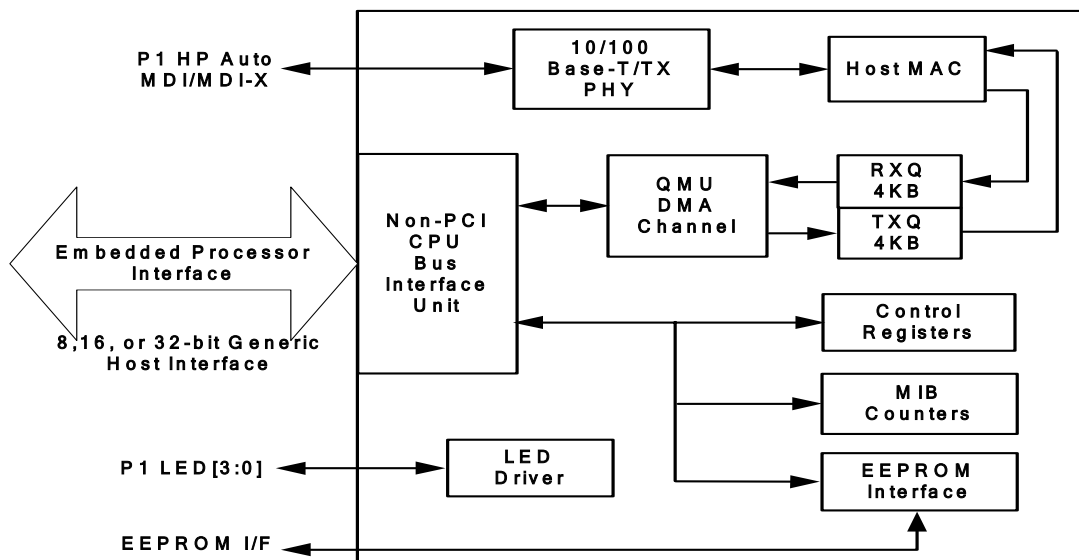 P1 HP Auto
MDI/MDI-X
10/100
Base-T/TX
PHY
Host MAC
Non-PCI
CPU
Bus
Interface
Unit
QMU
DMA
Channel
RXQ
4KB
TXQ
4KB
Embedded Processor
Interface
8,16, or 32-bit Generic
Host Interface
Control
Registers
MIB
Counters
P1 LED[3:0]
LED
Driver
EEPROM
Interface
EEPROM I/F